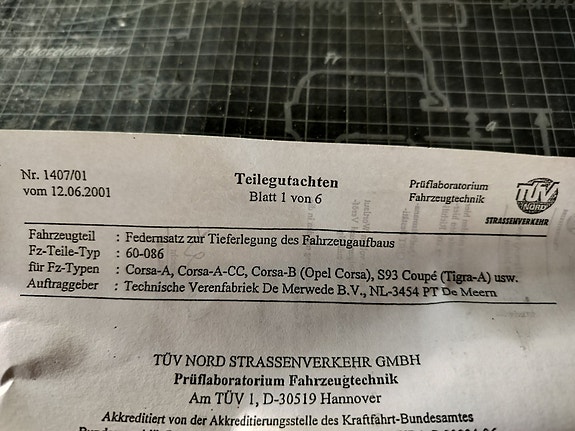 Nr. 1407/01
vom 12.06.2001
Teilegutachten
Blatt 1 von 6
Prüflaboratorium
Fahrzeugtechnik
TÜV
NORD
STRASSENVERKEHR
Fahrzeugteil : Federnsatz zur Tieferlegung des Fahrzeugaufbaus
Fz-Teile-Typ : 60-086
für Fz-Typen : Corsa-A, Corsa-A-CC, Corsa-B (Opel Corsa), S93 Coupé (Tigra-A) usw.
Auftraggeber : Technische Verenfabriek De Merwede B.V., NL-3454 PT De Meern
TÜV NORD STRASSENVERKEHR GMBH
Prüflaboratorium Fahrzeugtechnik
Am TÜV 1, D-30519 Hannover
Akkreditiert von der Akkreditierungsstelle des Kraftfahrt-Bundesamtes